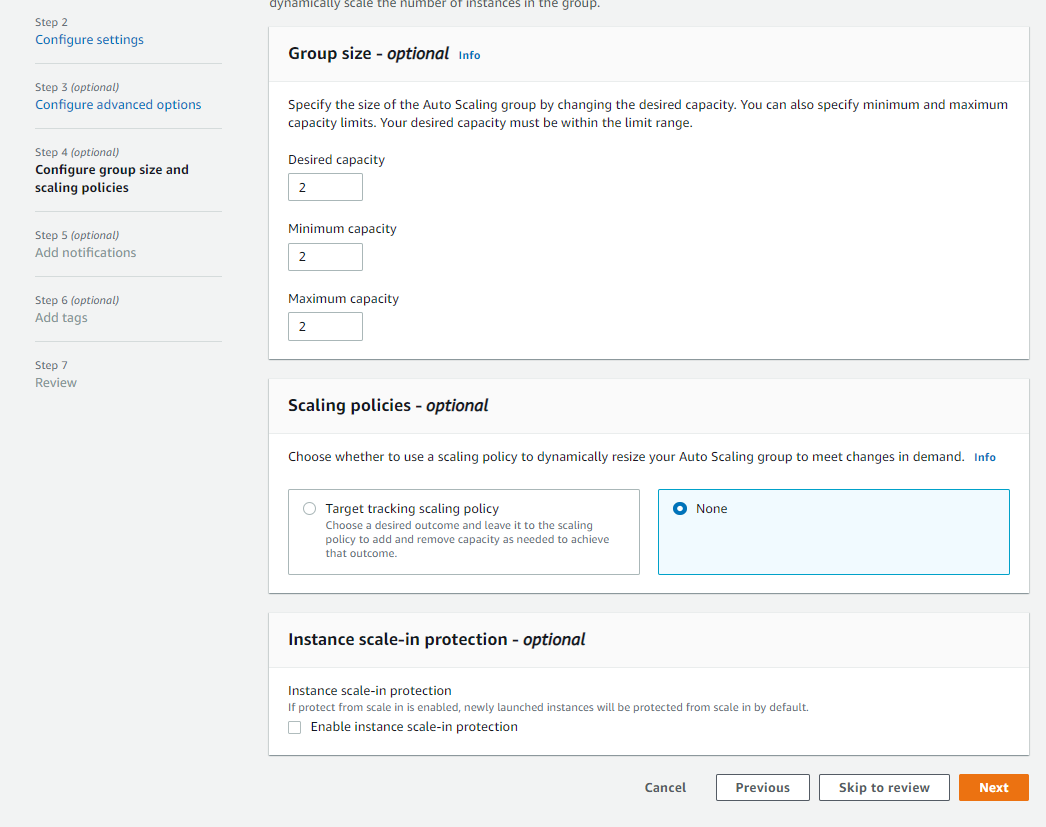 dynamically scale the number of instances in the group.
Step 2
Configure settings
Step 3 (optional)
Configure advanced options
Step 4 (optional)
Configure group size and
scaling policies
Step 5 (optional)
Add notifications
Step 6 (optional)
Add tags
Step 7
Review
Group size - optional Info
Specify the size of the Auto Scaling group by changing the desired capacity. You can also specify minimum and maximum
capacity limits. Your desired capacity must be within the limit range.
Desired capacity
2
Minimum capacity
2
Maximum capacity
2
Scaling policies - optional
Choose whether to use a scaling policy to dynamically resize your Auto Scaling group to meet changes in demand. Info
Target tracking scaling policy
Choose a desired outcome and leave it to the scaling
policy to add and remove capacity as needed to achieve
that outcome.
None
Instance scale-in protection - optional
Instance scale-in protection
If protect from scale in is enabled, newly launched instances will be protected from scale in by default.
Enable instance scale-in protection
Cancel Previous Skip to review Next